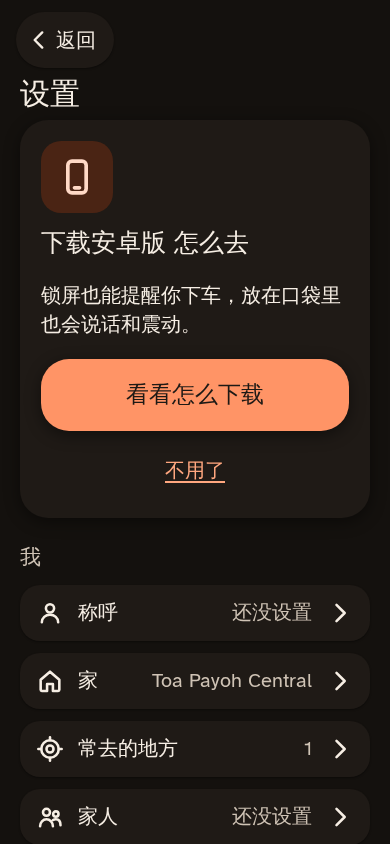 返回
设置
下载安卓版 怎么去
锁屏也能提醒你下车，放在口袋里
也会说话和震动。
看看怎么下载
不用了
我
称呼 还没设置
家 Toa Payoh Central
常去的地方 1
家人 还没设置